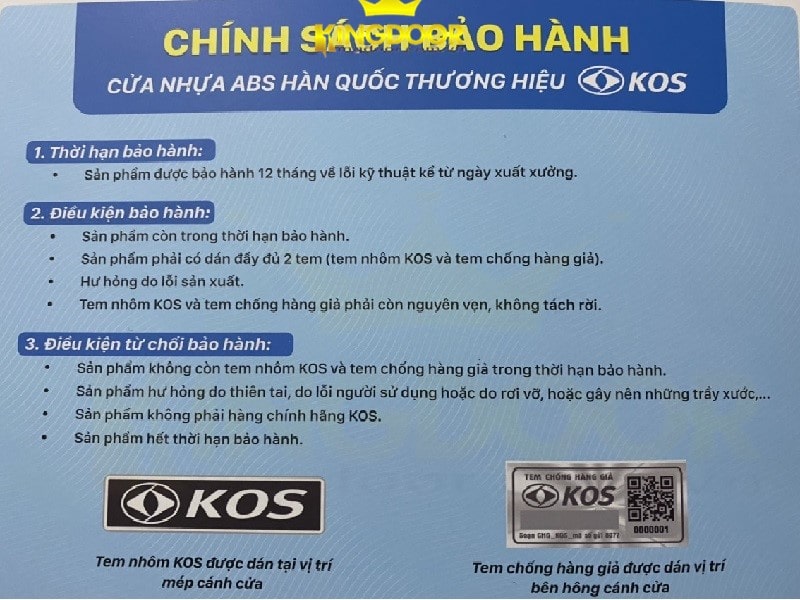 KINGDOOR
CHÍNH SÁCH BẢO HÀNH
CỬA NHỰA ABS HÀN QUỐC THƯƠNG HIỆU KOS
1. Thời hạn bảo hành:
• Sản phẩm được bảo hành 12 tháng về lỗi kỹ thuật kể từ ngày xuất xưởng.
2. Điều kiện bảo hành:
• Sản phẩm còn trong thời hạn bảo hành.
• Sản phẩm phải có dán đầy đủ 2 tem (tem nhôm KOS và tem chống hàng giả).
• Hư hỏng do lỗi sản xuất.
• Tem nhôm KOS và tem chống hàng giả phải còn nguyên vẹn, không tách rời.
3. Điều kiện từ chối bảo hành:
• Sản phẩm không còn tem nhôm KOS và tem chống hàng giả trong thời hạn bảo hành.
• Sản phẩm hư hỏng do thiên tai, do lỗi người sử dụng hoặc do rơi vỡ, hoặc gây nên những trầy xước,...
• Sản phẩm không phải hàng chính hãng KOS.
• Sản phẩm hết thời hạn bảo hành.
KOS
TEM CHỐNG HÀNG GIẢ
KOS
0000001
Tem nhôm KOS được dán tại vị trí
mép cánh cửa
Tem chống hàng giả được dán vị trí
bên hông cánh cửa